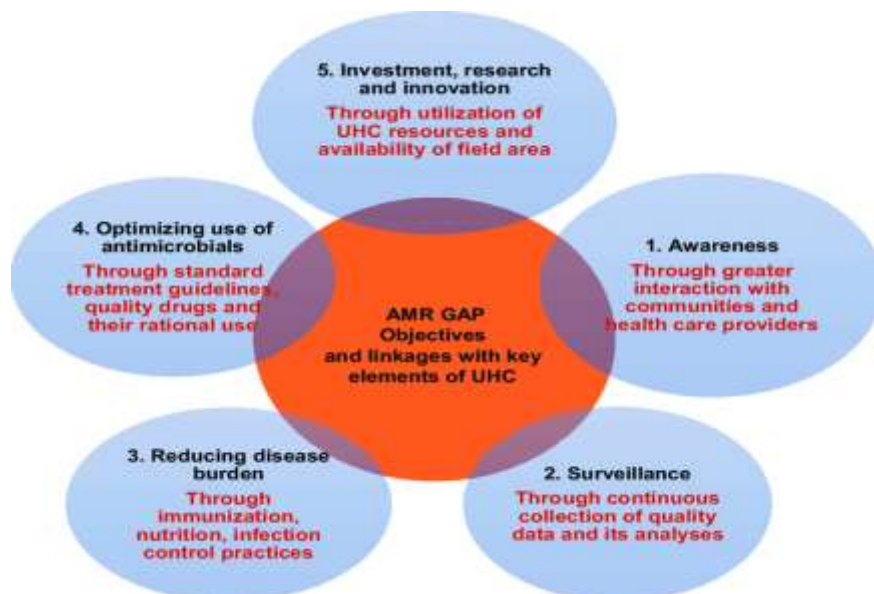 5. Investment, research
and innovation
Through utilization of
UHC resources and
availability of field area
4. Optimizing use of
antimicrobials
Through standard
treatment guidelines,
quality drugs and
their rational use
1. Awareness
Through greater
interaction with
communities and
health care providers
AMR GAP
Objectives
and linkages with key
elements of UHC
3. Reducing disease
burden
Through
immunization,
nutrition, infection
control practices
2. Surveillance
Through continuous
collection of quality
data and its analyses